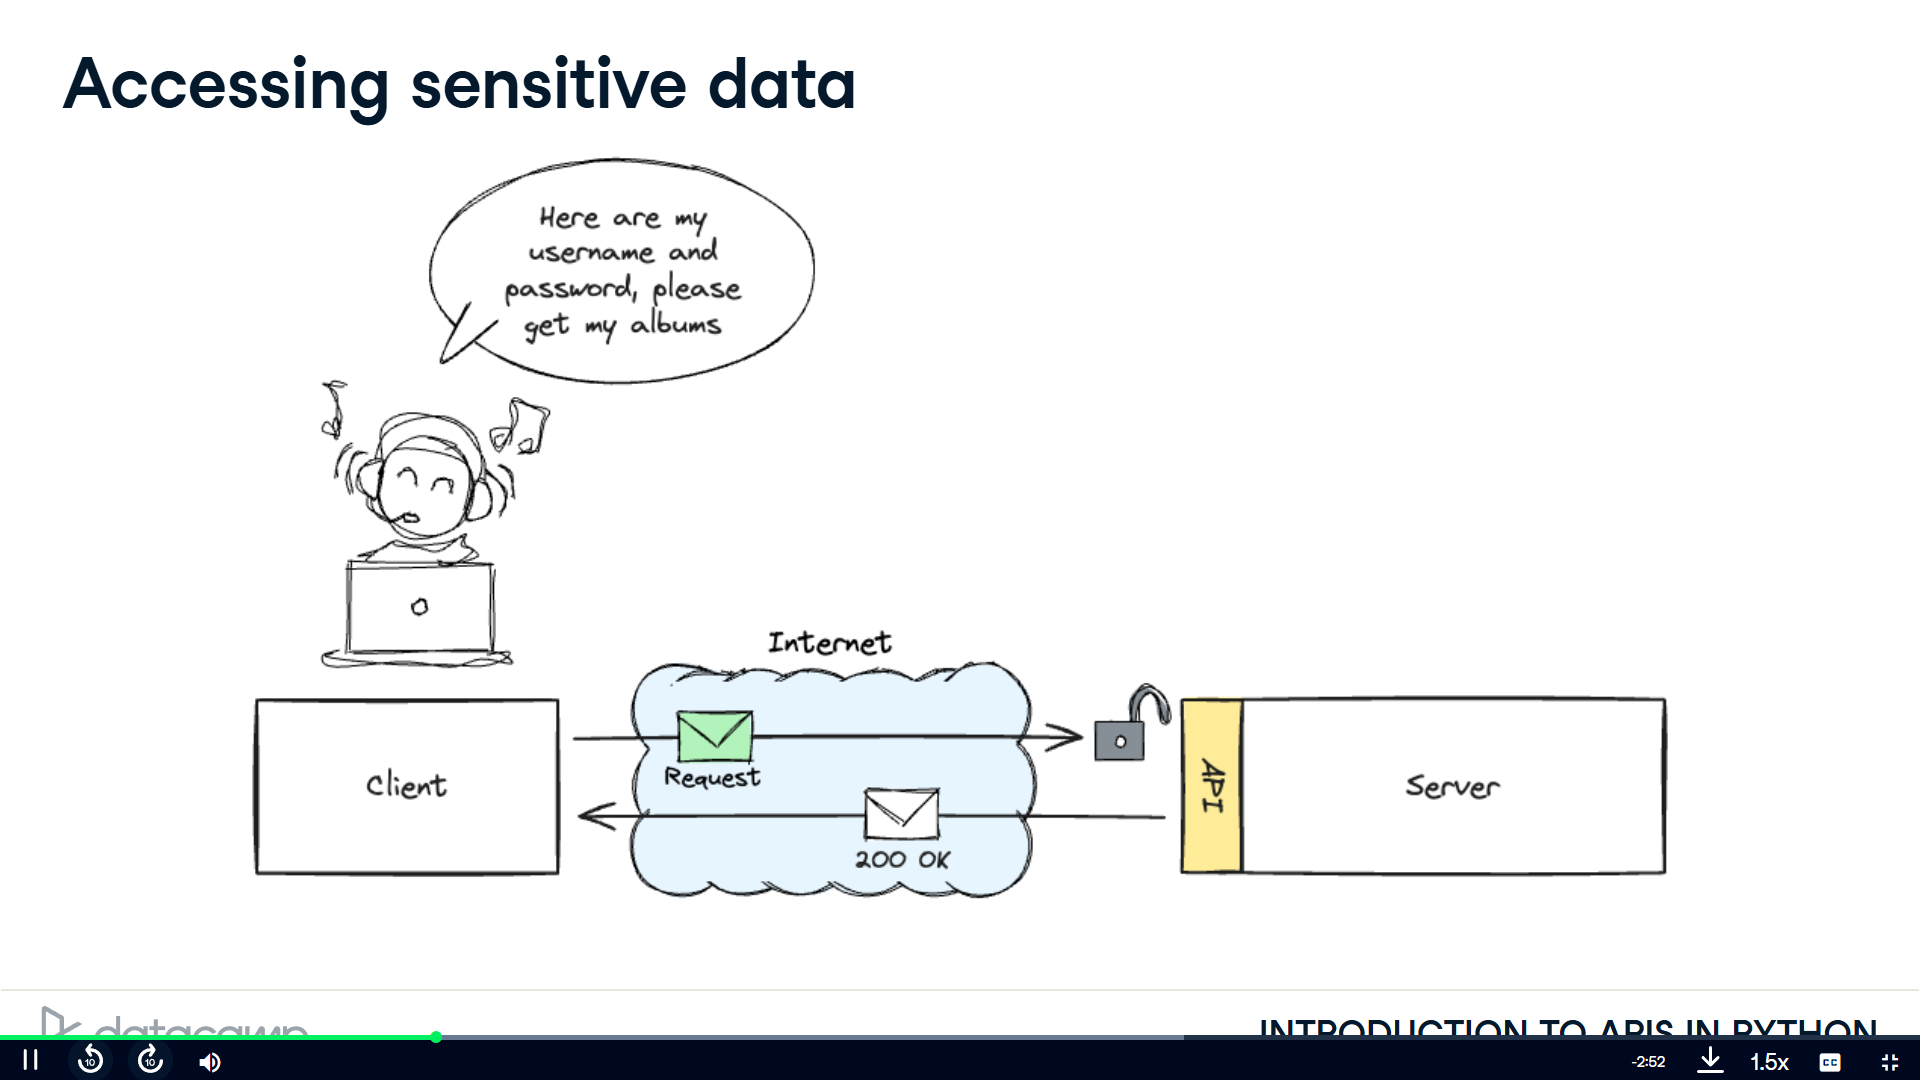 Accessing sensitive data
Here are my
username and
password, please
get my albums
Internet
Request
Client
API
Server
200 OK
datacamp
INTRODUCTION TO APIS IN PYTHON
10
10
-2:52
1.5x
CC